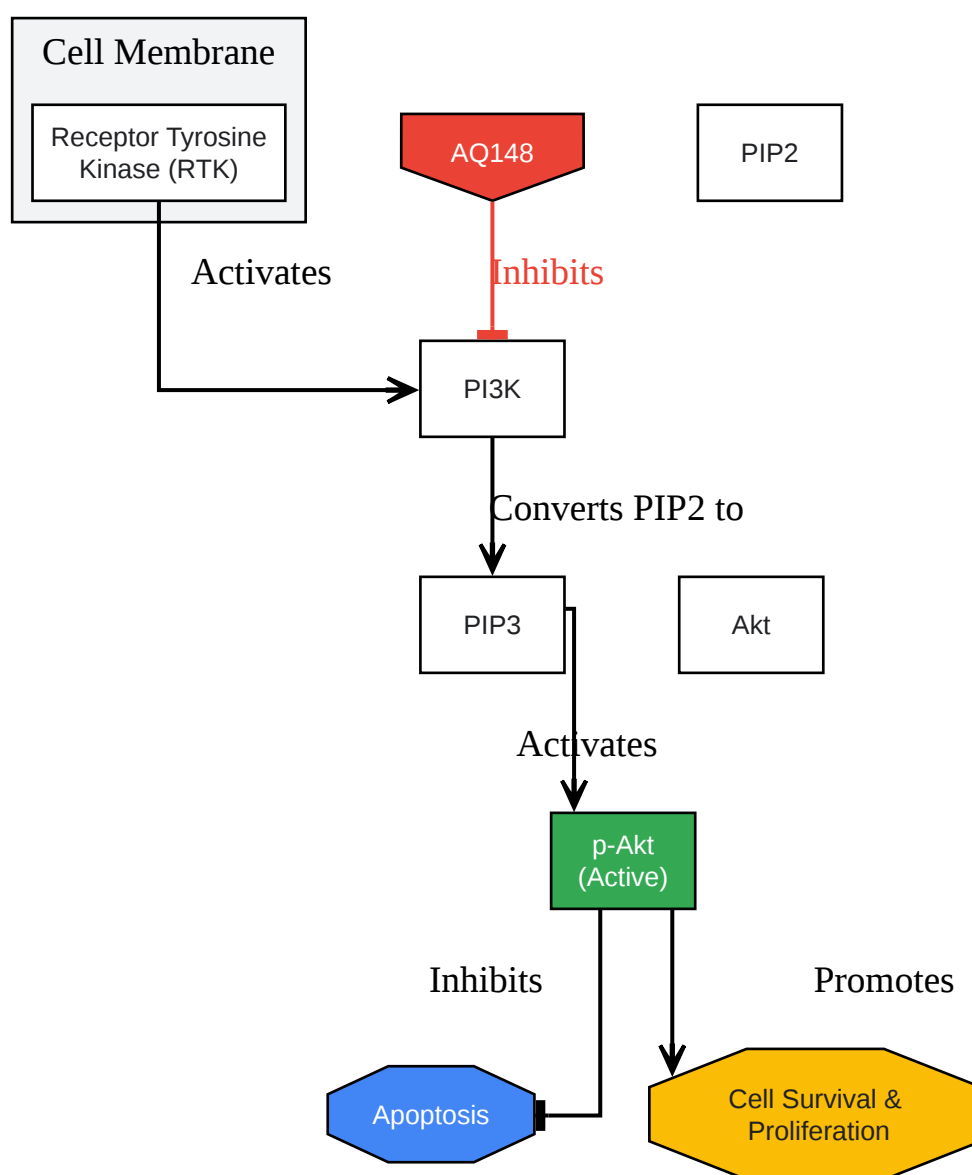 Cell Membrane
Receptor Tyrosine
Kinase (RTK)
AQ148
PIP2
Activates
Inhibits
PI3K
Converts PIP2 to
PIP3
Akt
Activates
p-Akt
(Active)
Inhibits
Promotes
Apoptosis
Cell Survival &
Proliferation